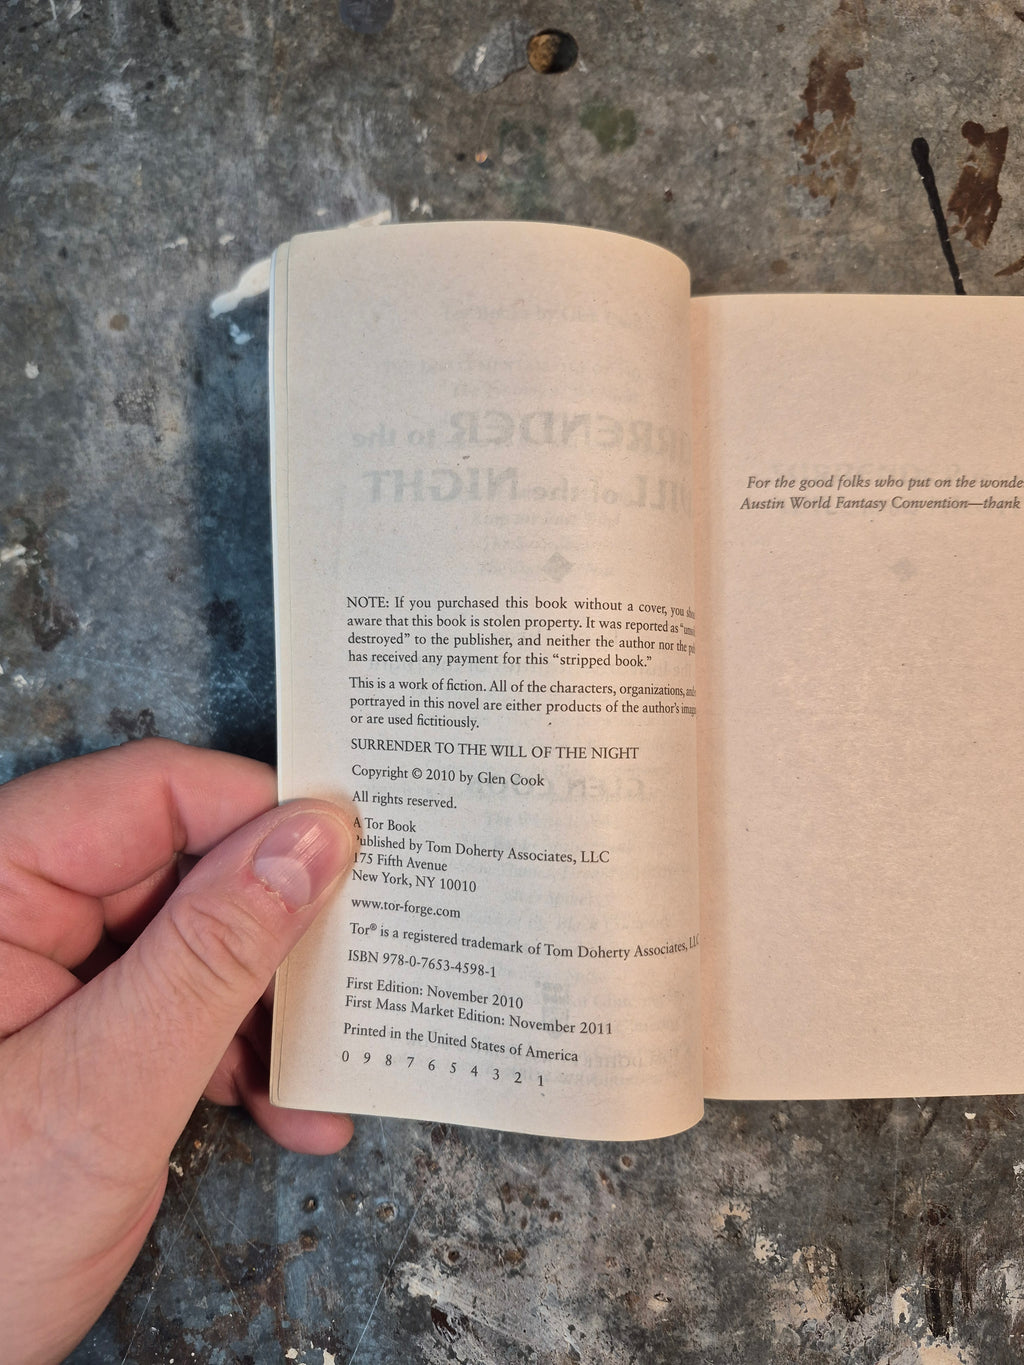 NOTE: If you purchased this book without a cover, you
aware that this book is stolen property. It was reported as
destroyed” to the publisher, and neither the author nor the
has received any payment for this “stripped book.”
This is a work of fiction. All of the characters, organizations,
portrayed in this novel are either products of the author’s
or are used fictitiously.
SURRENDER TO THE WILL OF THE NIGHT
Copyright © 2010 by Glen Cook
All rights reserved.
A Tor Book
Published by Tom Doherty Associates, LLC
175 Fifth Avenue
New York, NY 10010
www.tor-forge.com
Tor® is a registered trademark of Tom Doherty Associates, LLC
ISBN 978-0-7653-4598-1
First Edition: November 2010
First Mass Market Edition: November 2011
Printed in the United States of America
0 9 8 7 6 5 4 3 2 1
For the good folks who put on the
Austin World Fantasy Convention—thank